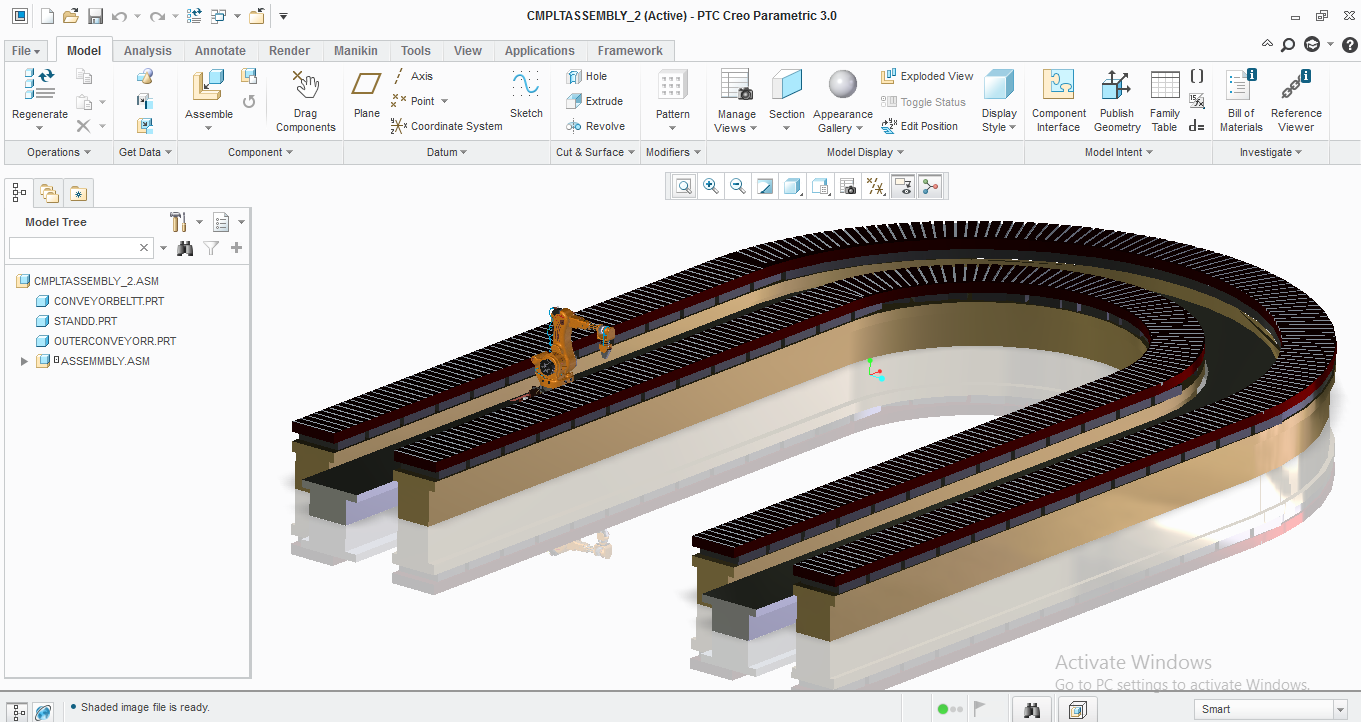 CMPLTASSEMBLY_2 (Active) - PTC Creo Parametric 3.0
File Model Analysis Annotate Render Manikin Tools View Applications Framework
Regenerate
Operations
Get Data
Assemble
Drag
Components
Component
Plane
Axis
Point
Coordinate System
Sketch
Datum
Hole
Extrude
Revolve
Cut & Surface
Pattern
Modifiers
Manage
Views
Section
Appearance
Gallery
Exploded View
Toggle Status
Edit Position
Display
Style
Model Display
Component
Interface
Publish
Geometry
Family
Table
d=
Model Intent
Bill of
Materials
Reference
Viewer
Investigate
Model Tree
CMPLTASSEMBLY_2.ASM
CONVEYORBELTT.PRT
STANDD.PRT
OUTERCONVEYORR.PRT
ASSEMMBLY.ASM
Activate Windows
Go to PC settings to activate Windows.
Shaded image file is ready.
Smart